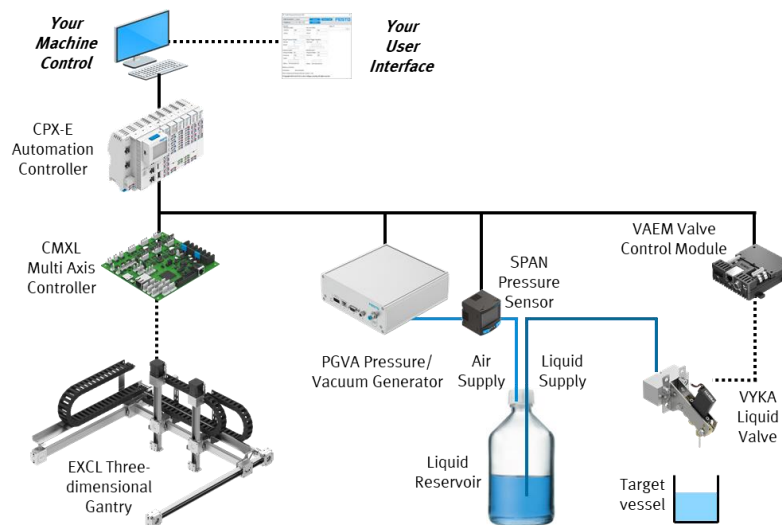 Your
Machine
Control
Your
User
Interface
FESTO
CPX-E
Automation
Controller
CMXL
Multi Axis
Controller
VAEM Valve
Control Module
SPAN
Pressure
Sensor
PGVA Pressure/
Vacuum Generator
Air
Supply
Liquid
Supply
VYKA
Liquid
Valve
EXCL Three-
dimensional
Gantry
Liquid
Reservoir
Target
vessel